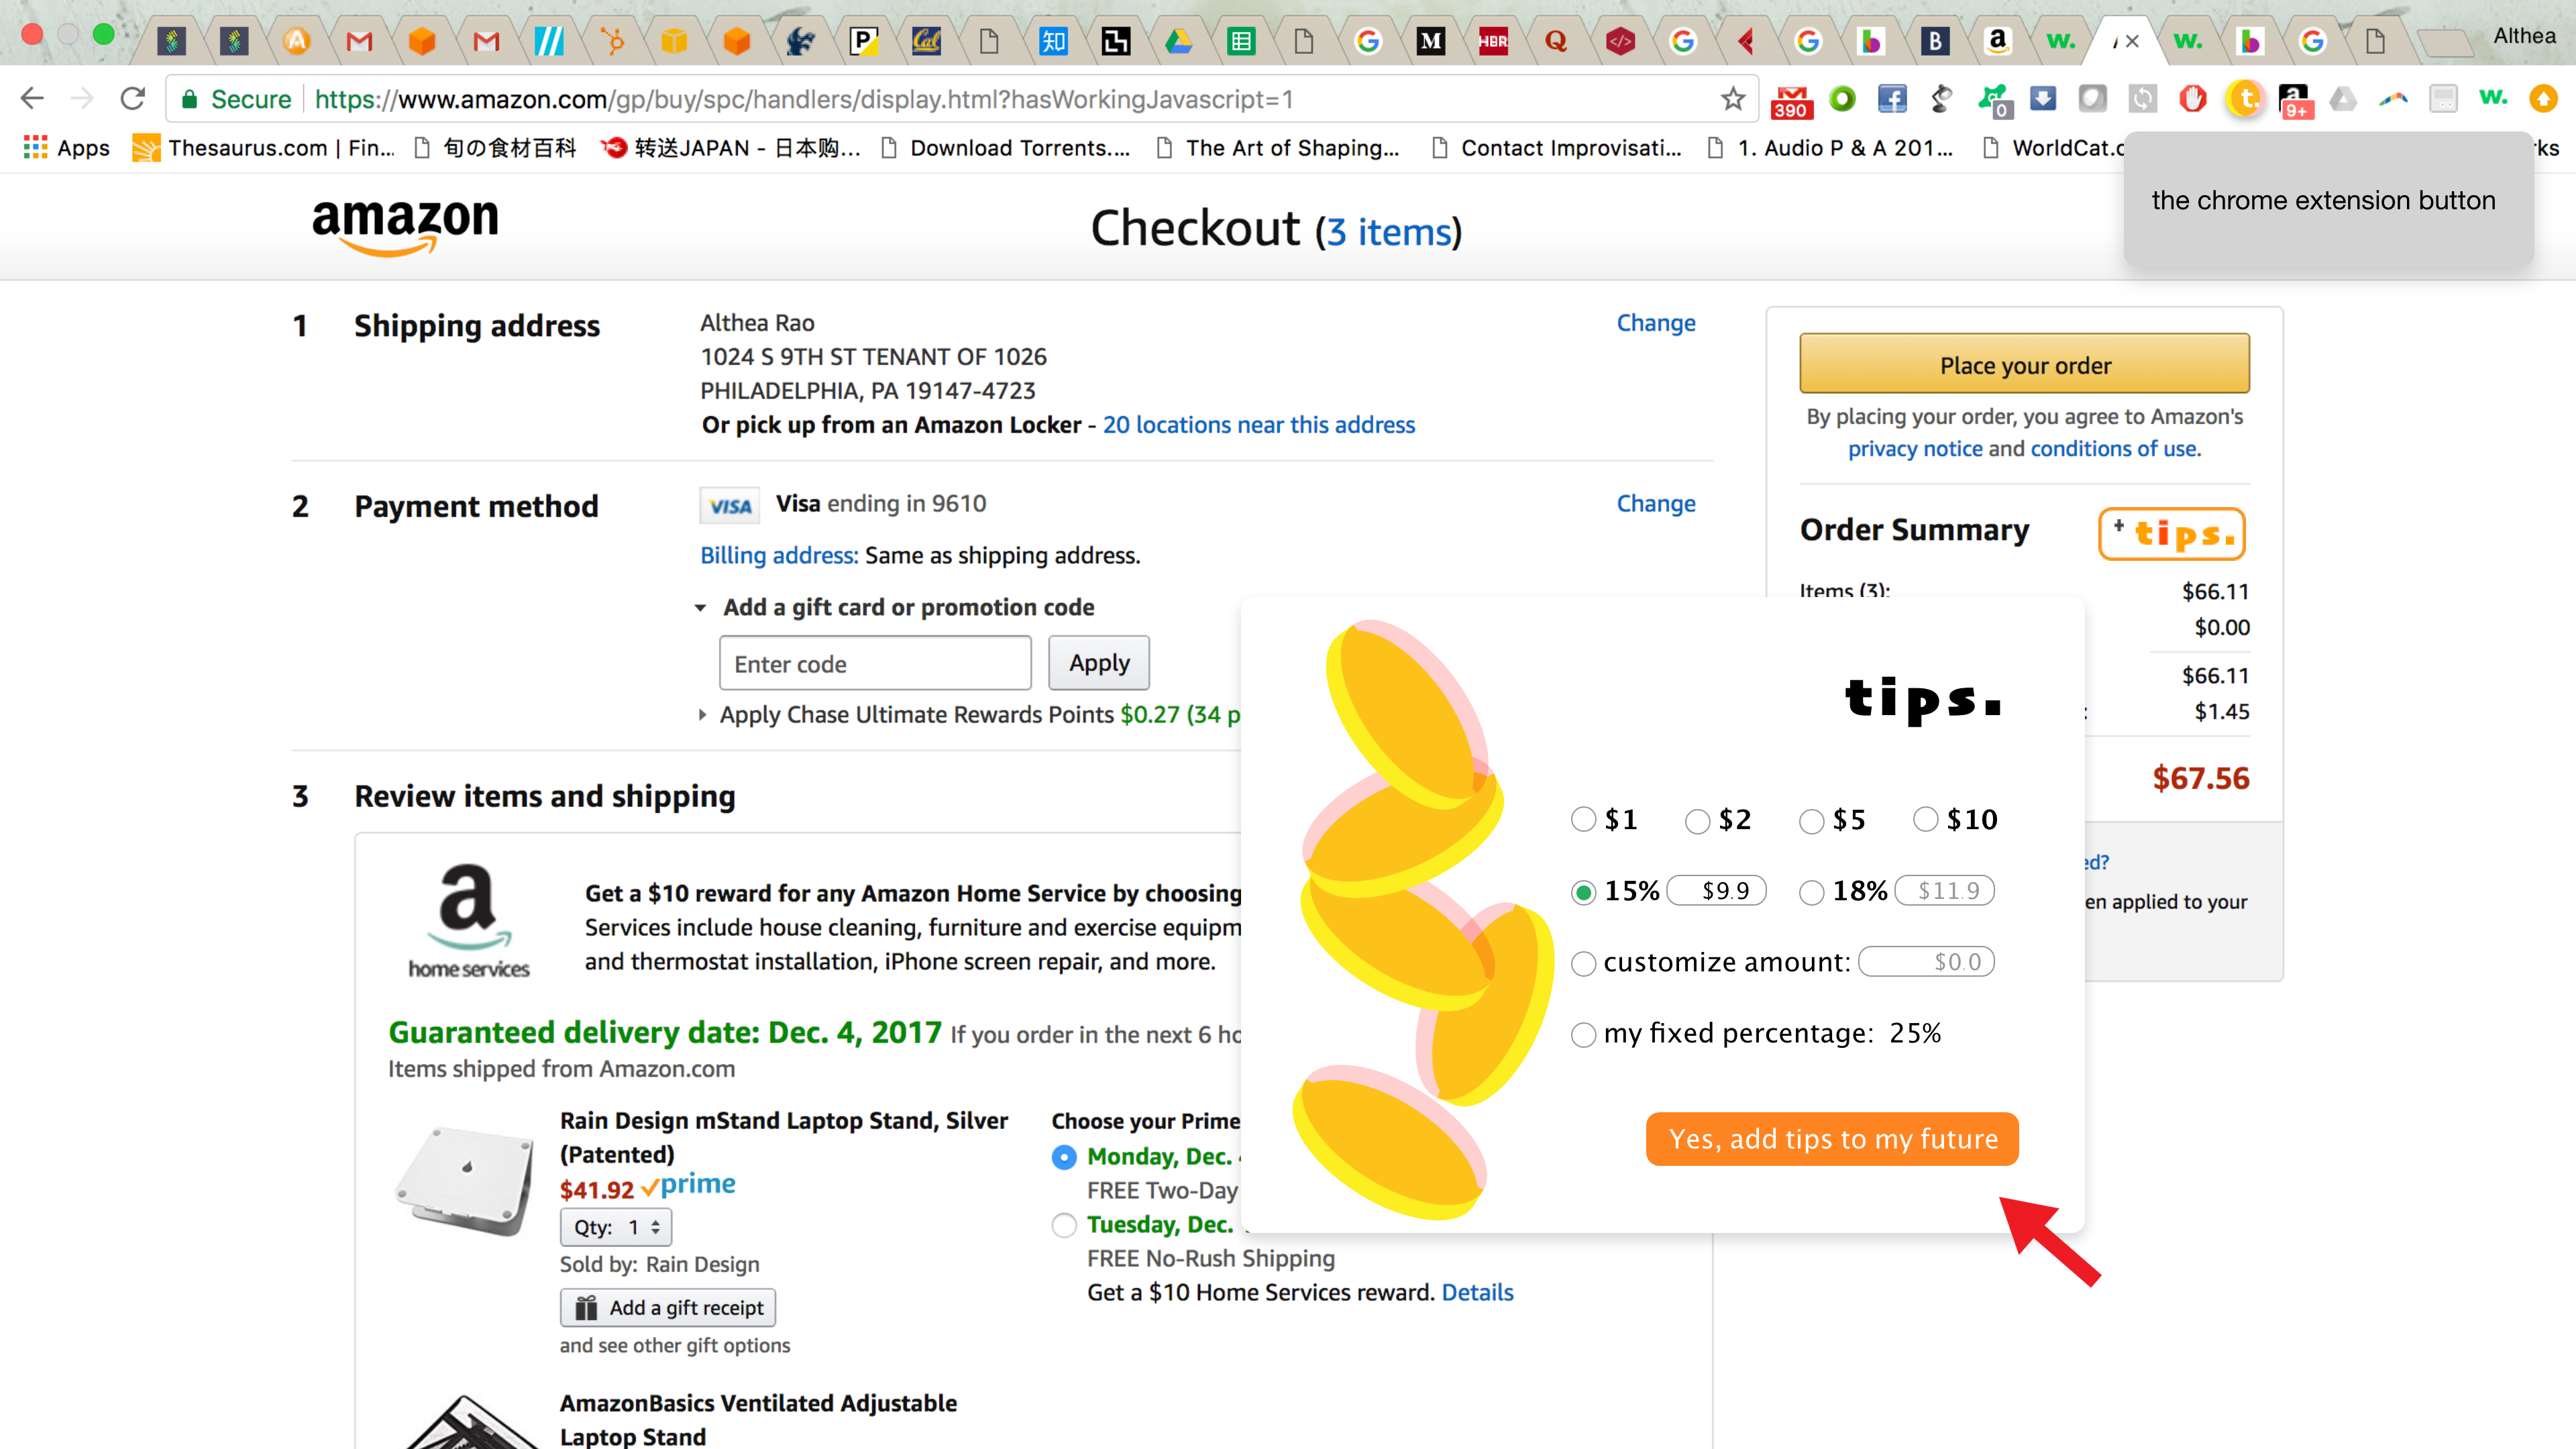 Althea
Secure https://www.amazon.com/gp/buy/spc/handlers/display.html?hasWorkingJavascript=1
390
0
9+
Apps
Thesaurus.com | Fin...
旬の食材百科
转送JAPAN - 日本购...
Download Torrents....
The Art of Shaping...
Contact Improvisati...
1. Audio P & A 201...
WorldCat.c
ks
the chrome extension button
amazon
Checkout (3 items)
1 Shipping address
Althea Rao
1024 S 9TH ST TENANT OF 1026
PHILADELPHIA, PA 19147-4723
Or pick up from an Amazon Locker - 20 locations near this address
Change
2 Payment method
VISA Visa ending in 9610
Change
Billing address: Same as shipping address.
Add a gift card or promotion code
Enter code
Apply
Apply Chase Ultimate Rewards Points $0.27 (34 p
3 Review items and shipping
a
home services
Get a $10 reward for any Amazon Home Service by choosing
Services include house cleaning, furniture and exercise equipm
and thermostat installation, iPhone screen repair, and more.
Guaranteed delivery date: Dec. 4, 2017 If you order in the next 6 ho
Items shipped from Amazon.com
Rain Design mStand Laptop Stand, Silver
(Patented)
$41.92 prime
Qty: 1
Sold by: Rain Design
Add a gift receipt
and see other gift options
AmazonBasics Ventilated Adjustable
Laptop Stand
Choose your Prime
Monday, Dec.
FREE Two-Day
Tuesday, Dec.
FREE No-Rush Shipping
Get a $10 Home Services reward. Details
Place your order
By placing your order, you agree to Amazon's
privacy notice and conditions of use.
Order Summary
+ tips.
Items (3): $66.11
$0.00
$66.11
: $1.45
$67.56
ed?
en applied to your
tips.
$1 $2 $5 $10
15% $9.9 18% $11.9
customize amount: $0.0
my fixed percentage: 25%
Yes, add tips to my future